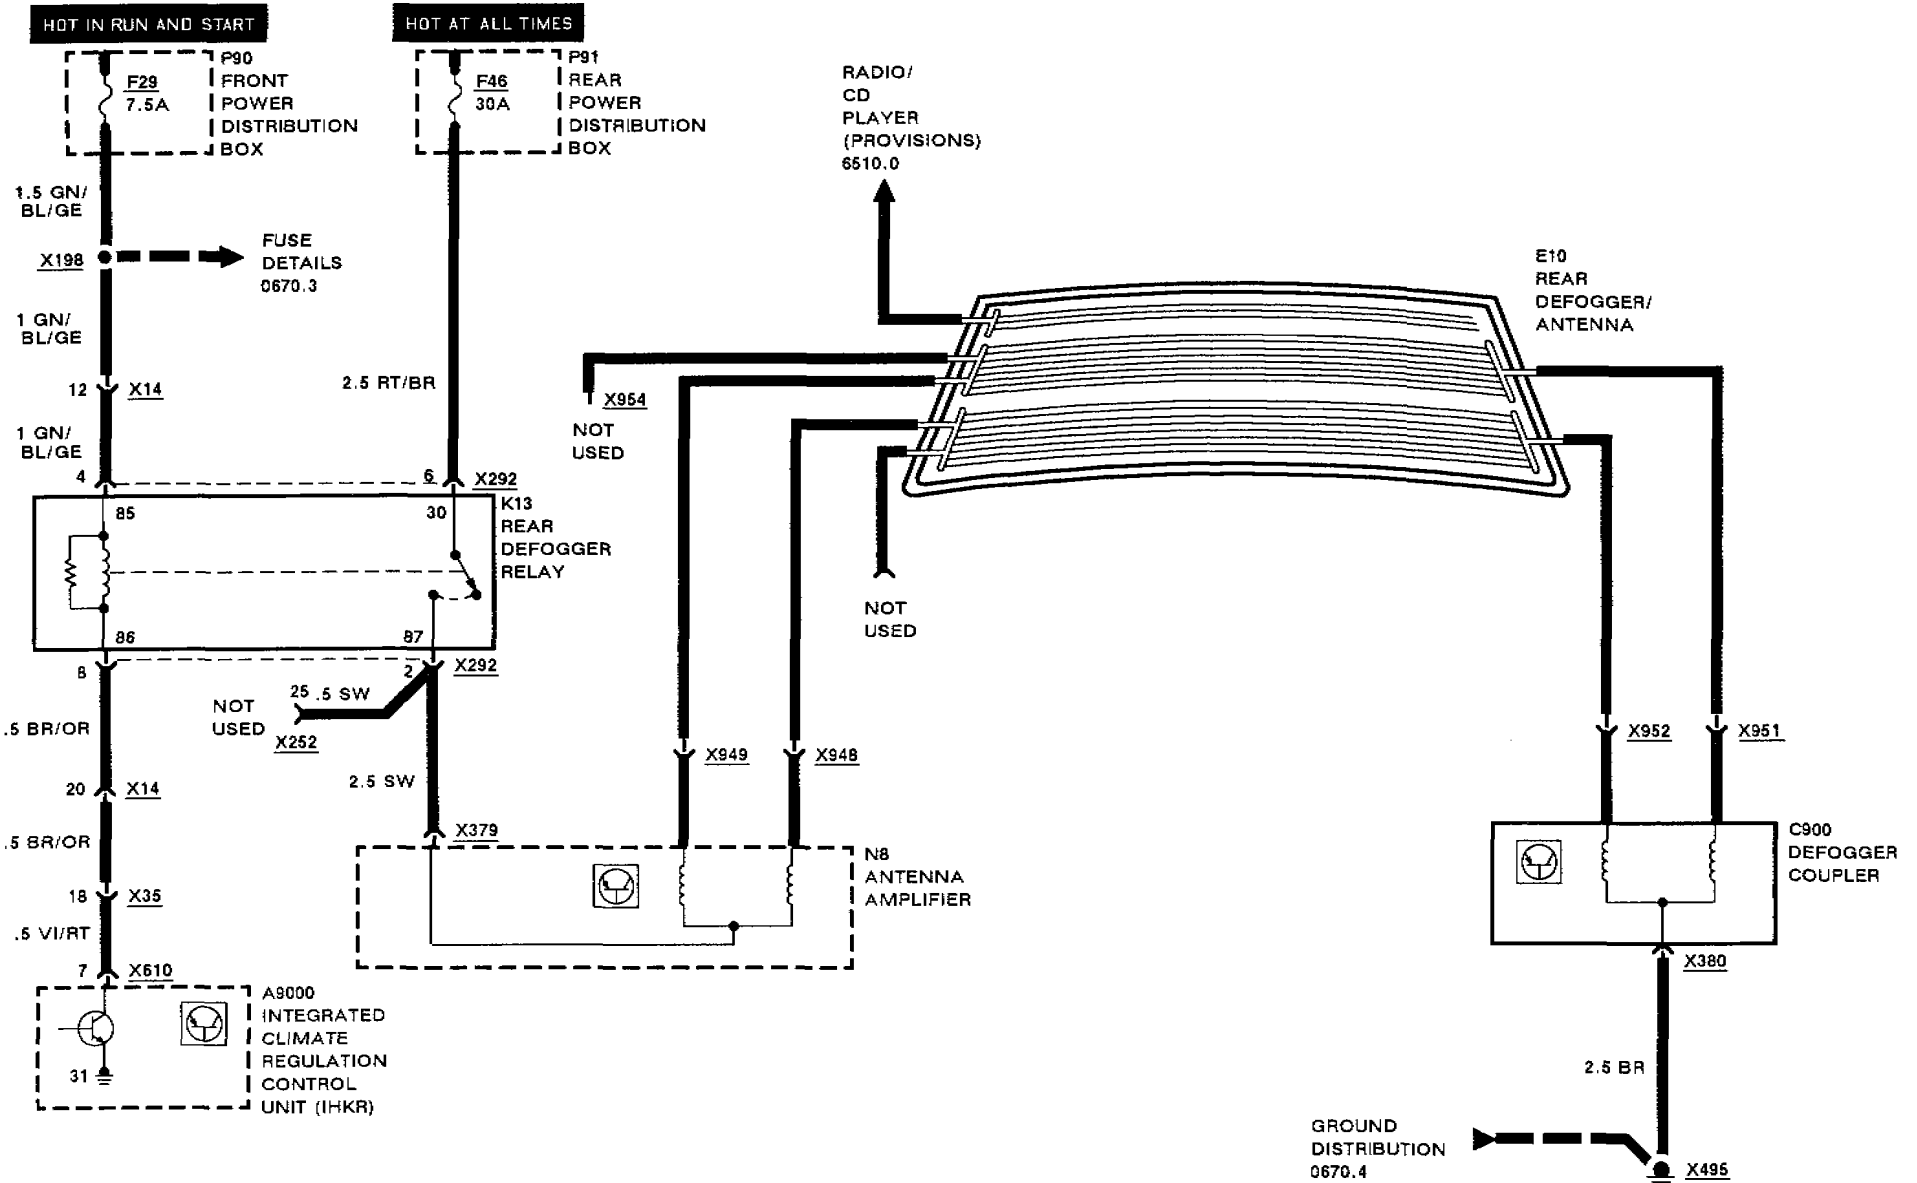 HOT IN RUN AND START
HOT AT ALL TIMES
P90
FRONT
POWER
DISTRIBUTION
BOX
F29
7.5A
P91
REAR
POWER
DISTRIBUTION
BOX
F46
30A
RADIO/
CD
PLAYER
(PROVISIONS)
6510.0
1.5 GN/
BL/GE
X198
FUSE
DETAILS
0670.3
E10
REAR
DEFOGGER/
ANTENNA
1 GN/
BL/GE
12
X14
2.5 RT/BR
X954
NOT
USED
1 GN/
BL/GE
4
6
X292
85
30
K13
REAR
DEFOGGER
RELAY
NOT
USED
86
87
8
2
X292
25
.5 SW
NOT
USED
X252
.5 BR/OR
2.5 SW
X949
X948
X952
X951
20
X14
X379
.5 BR/OR
N8
ANTENNA
AMPLIFIER
C900
DEFOGGER
COUPLER
18
X35
.5 VI/RT
7
X610
X380
A9000
INTEGRATED
CLIMATE
REGULATION
CONTROL
UNIT (IHKR)
31
2.5 BR
GROUND
DISTRIBUTION
0670.4
X495